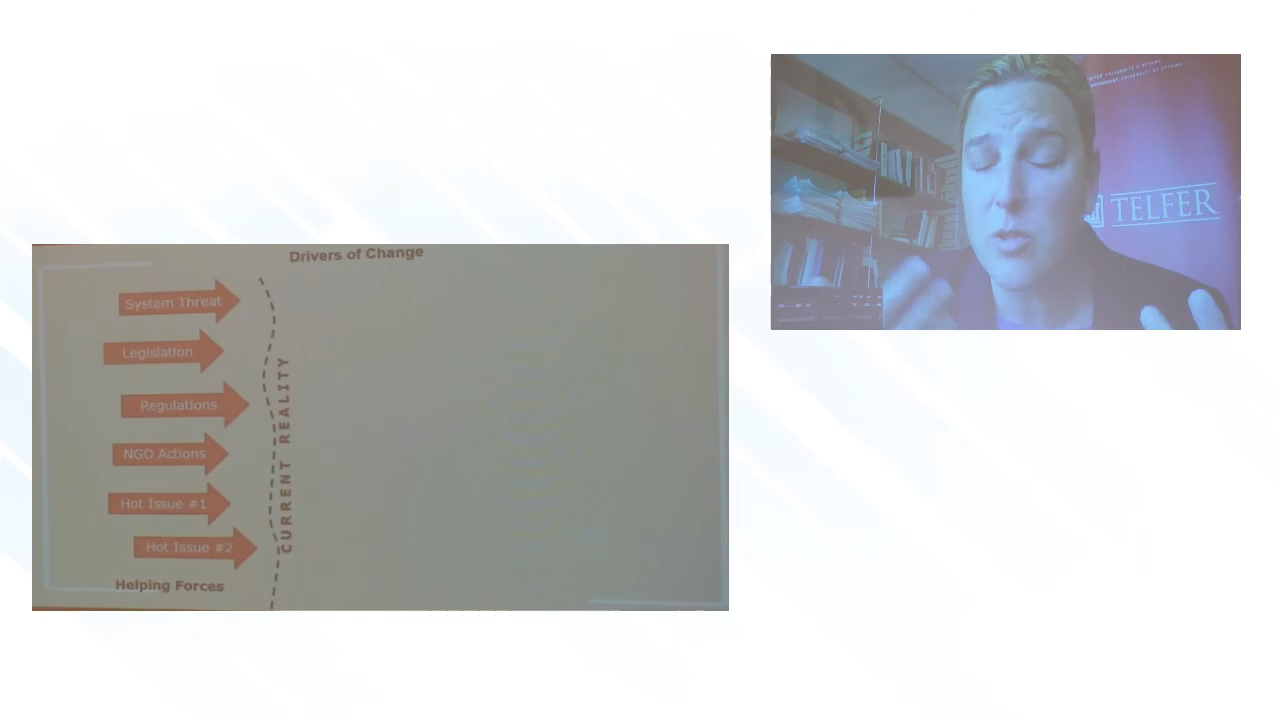 Drivers of Change
System Threat
Legislation
Regulations
NGO Actions
Hot Issue #1
Hot Issue #2
Helping Forces
CURRENT REALITY
TELFER